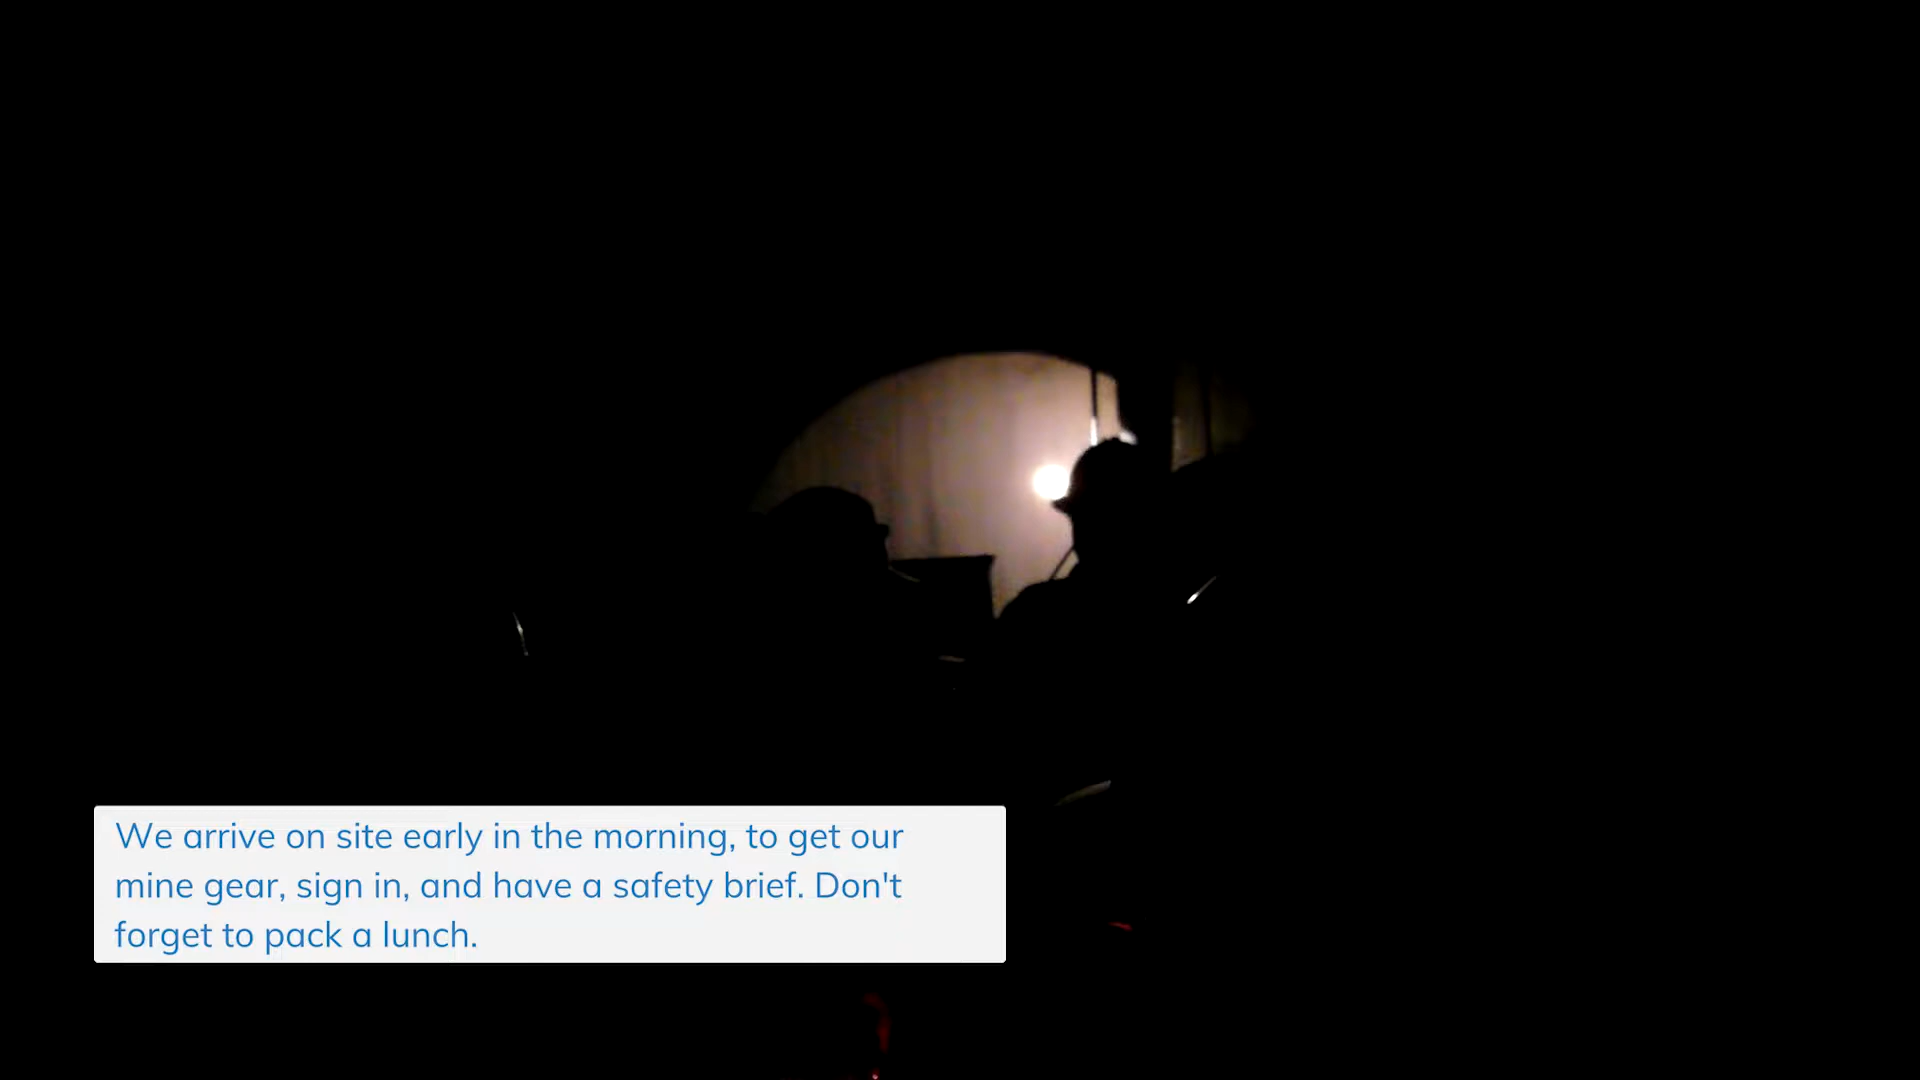 We arrive on site early in the morning, to get our
mine gear, sign in, and have a safety brief. Don't
forget to pack a lunch.